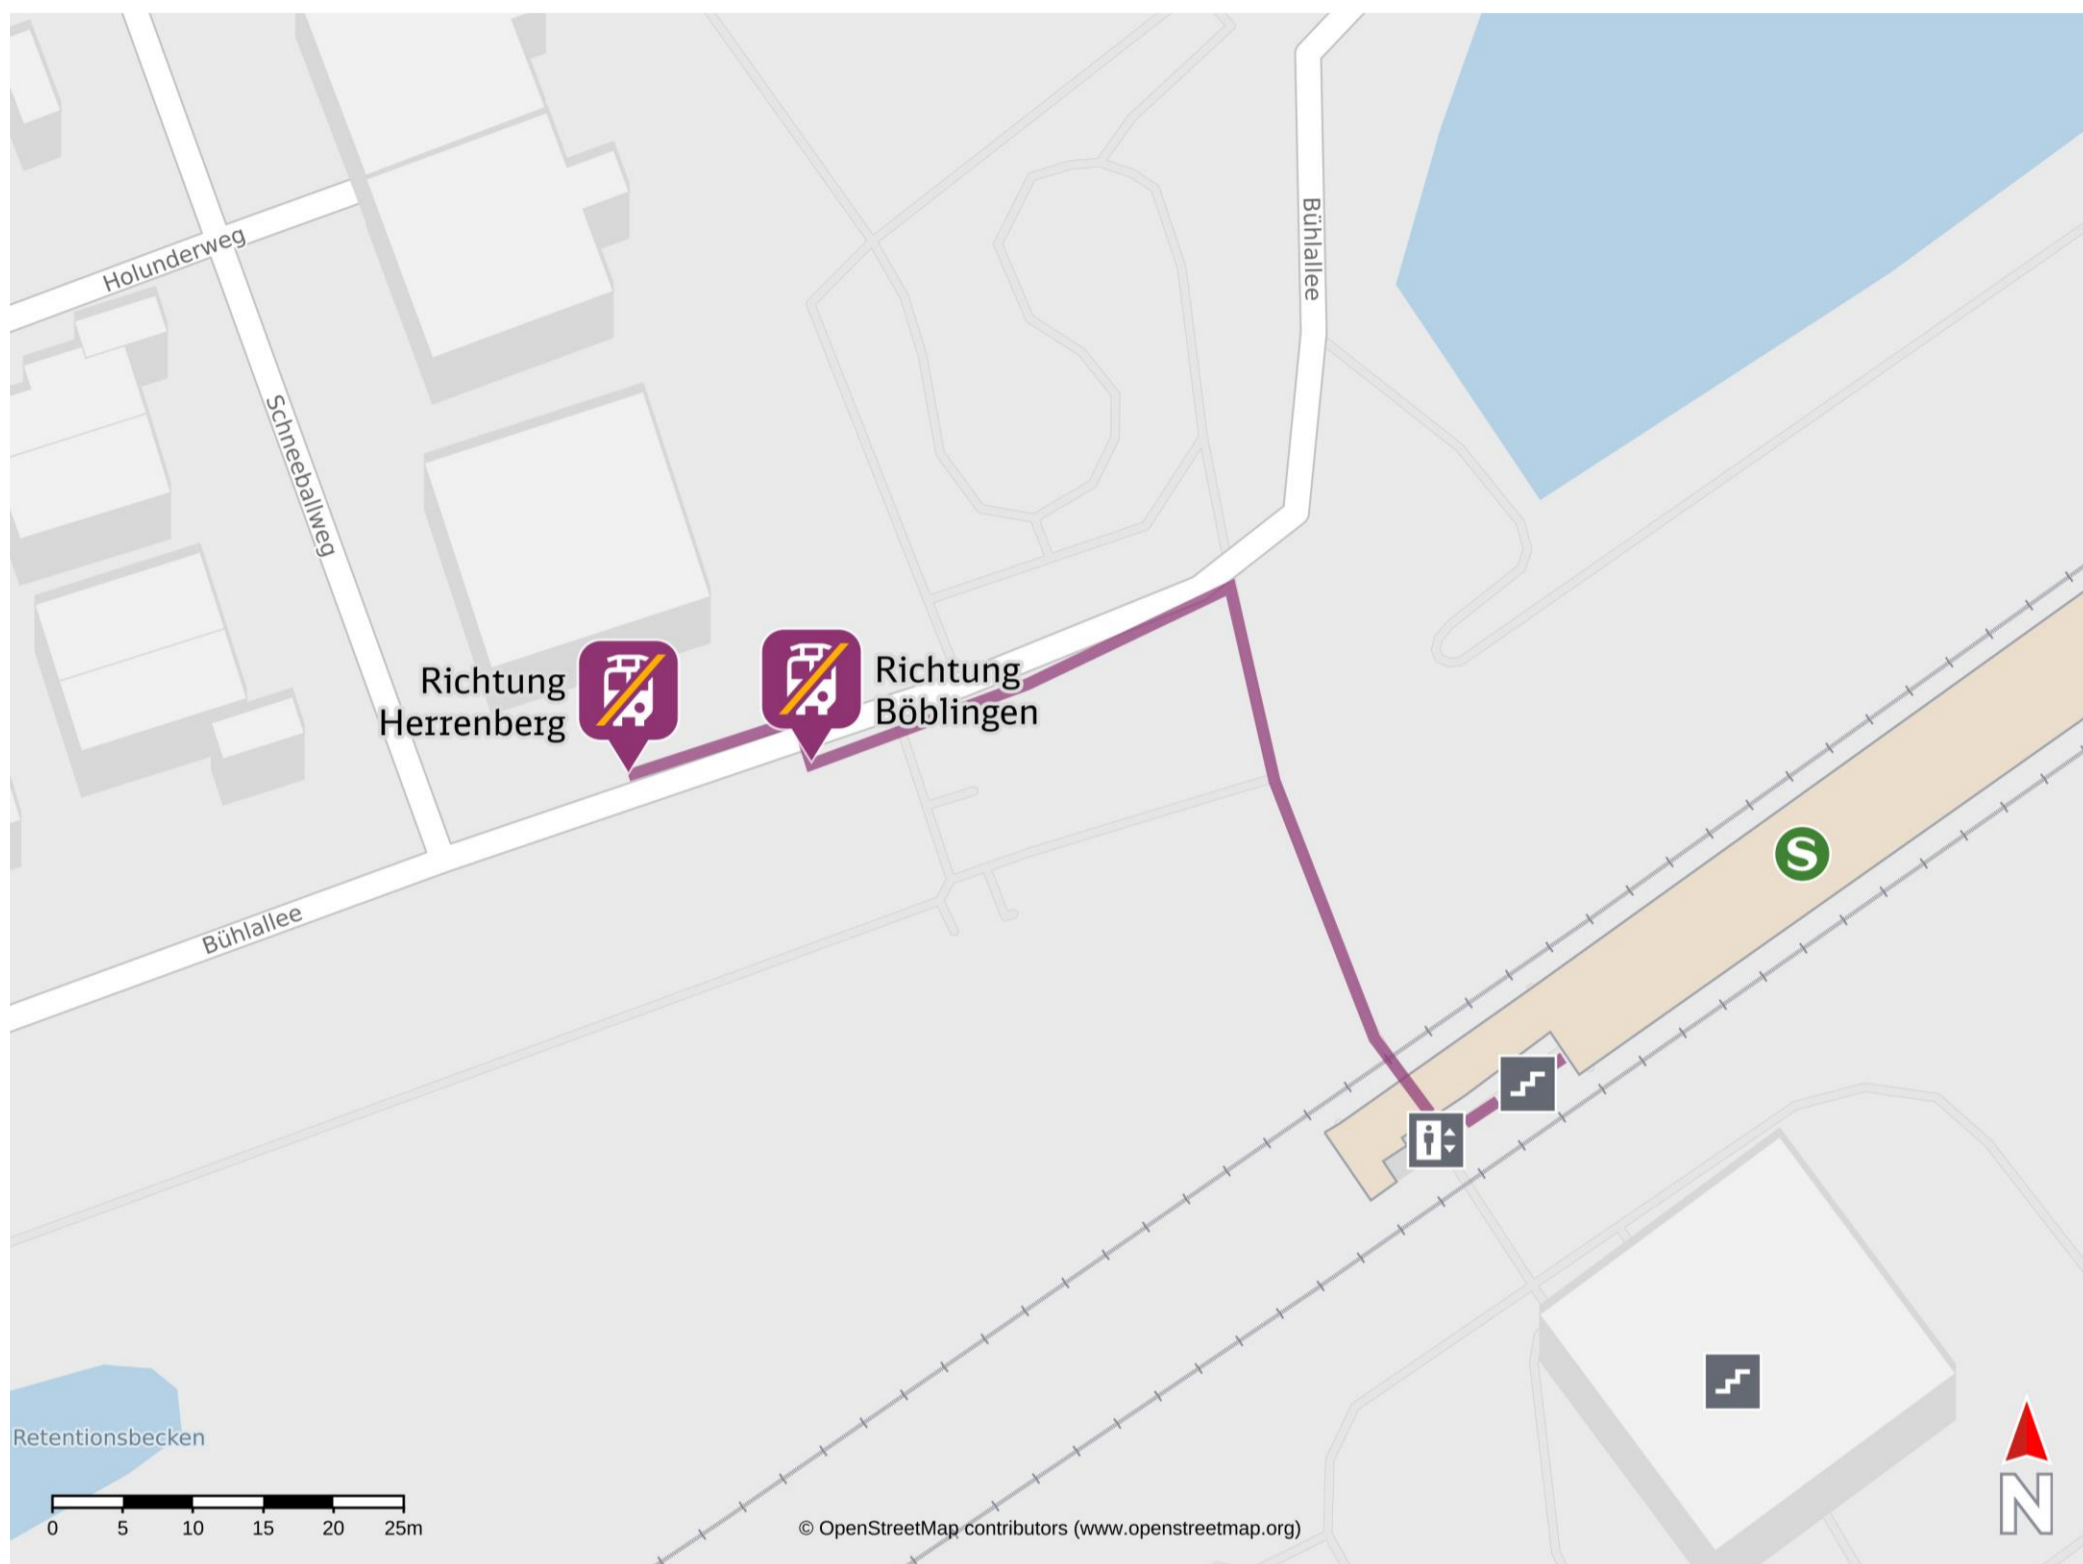 Bühlallee
Holunderweg
Schneeballweg
Richtung
Herrenberg
Richtung
Böblingen
S
Bühlallee
Retentionsbecken
0 5 10 15 20 25m
© OpenStreetMap contributors (www.openstreetmap.org)
N